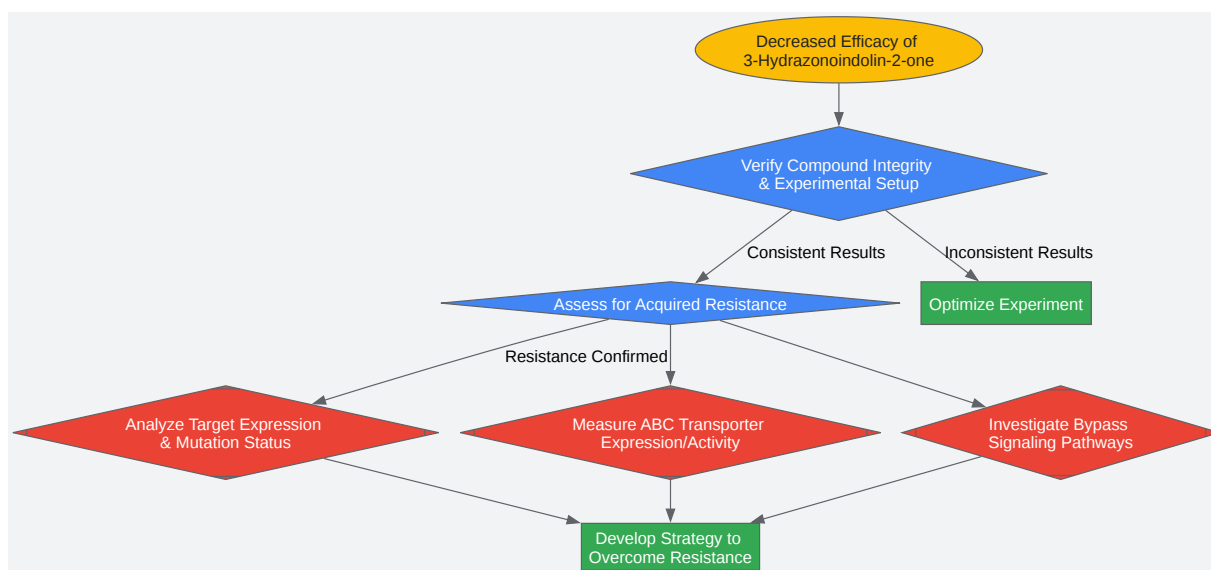 Decreased Efficacy of
3-Hydrazonoindolin-2-one
Verify Compound Integrity
& Experimental Setup
Consistent Results
Inconsistent Results
Assess for Acquired Resistance
Optimize Experiment
Resistance Confirmed
Analyze Target Expression
& Mutation Status
Measure ABC Transporter
Expression/Activity
Investigate Bypass
Signaling Pathways
Develop Strategy to
Overcome Resistance